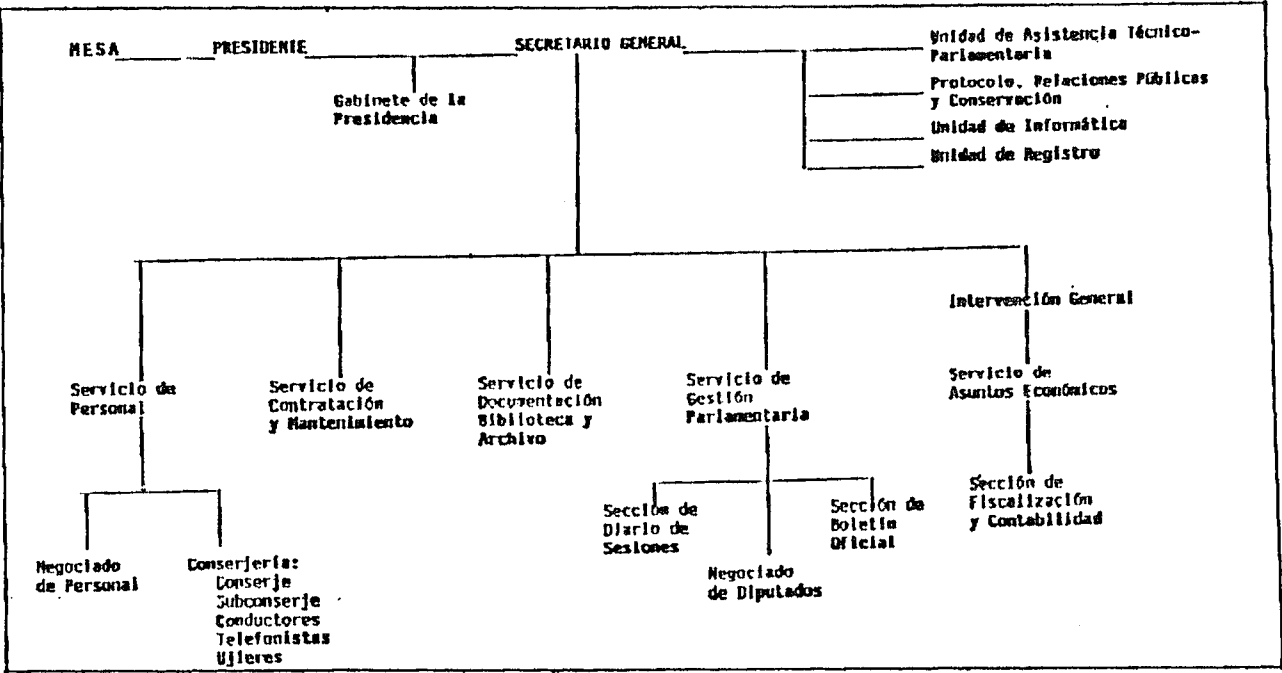 MESA
PRESIDENTE
SECRETARIO GENERAL
Unidad de Asistencia Técnico-
Parlamentaria
Protocolo, Relaciones Públicas
y Conservación
Unidad de Informática
Unidad de Registro
Gabinete de la
Presidencia
Intervención General
Servicio de
Personal
Servicio de
Contratación
y Mantenimiento
Servicio de
Documentación
Biblioteca y
Archivo
Servicio de
Gestión
Parlamentaria
Servicio de
Asuntos Económicos
Negociado
de Personal
Conserjería:
Conserje
Subconserje
Conductores
Telefonistas
Ujieres
Sección de
Diario de
Sesiones
Negociado
de Diputados
Sección de
Boletín
Oficial
Sección de
Fiscalización
y Contabilidad